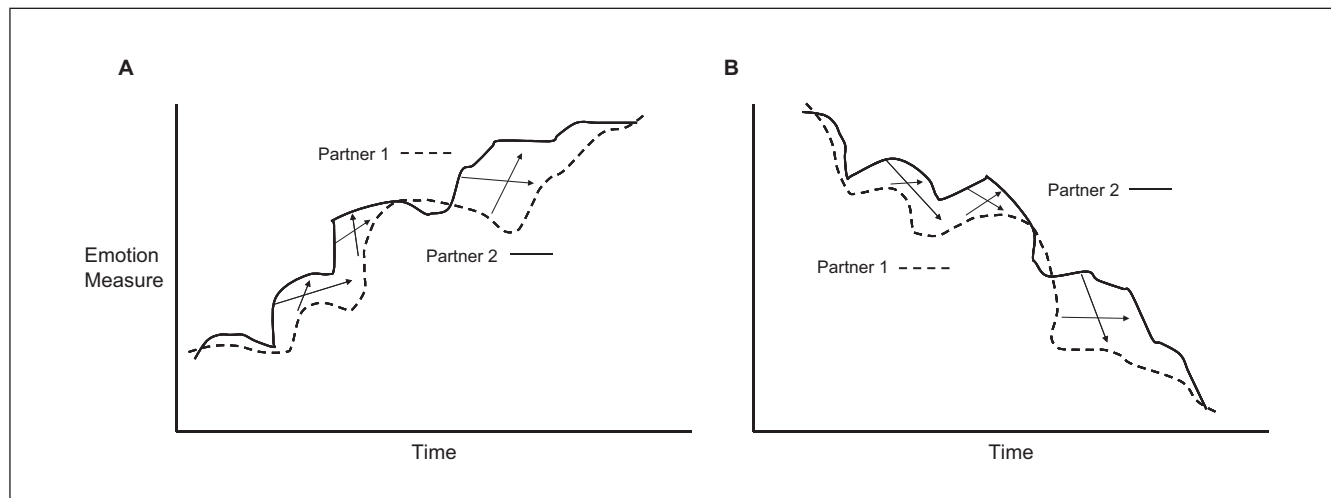 A
Partner 1
Emotion
Measure
Partner 2
Time
B
Partner 2
Partner 1
Time